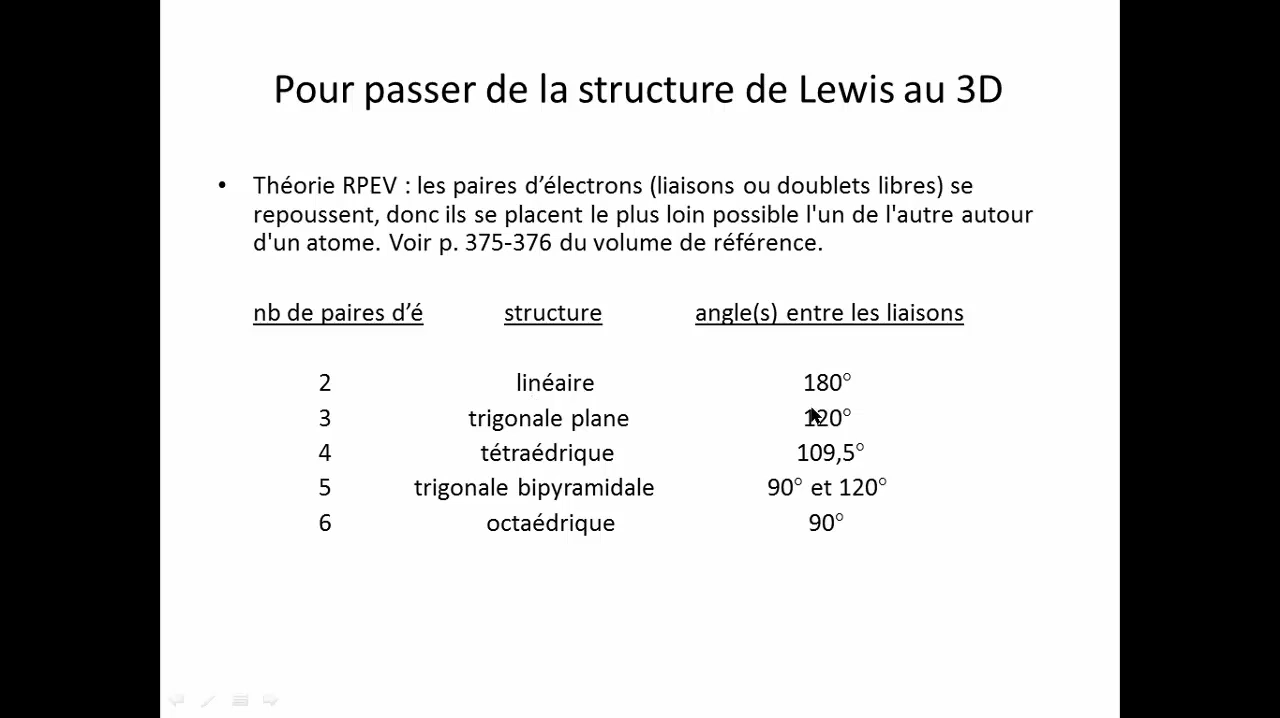 Pour passer de la structure de Lewis au 3D
• Théorie RPEV : les paires d’électrons (liaisons ou doublets libres) se
repoussent, donc ils se placent le plus loin possible l'un de l'autre autour
d'un atome. Voir p. 375-376 du volume de référence.
nb de paires d’é structure angle(s) entre les liaisons
2 linéaire 180°
3 trigonale plane 120°
4 tétraédrique 109,5°
5 trigonale bipyramidale 90° et 120°
6 octaédrique 90°